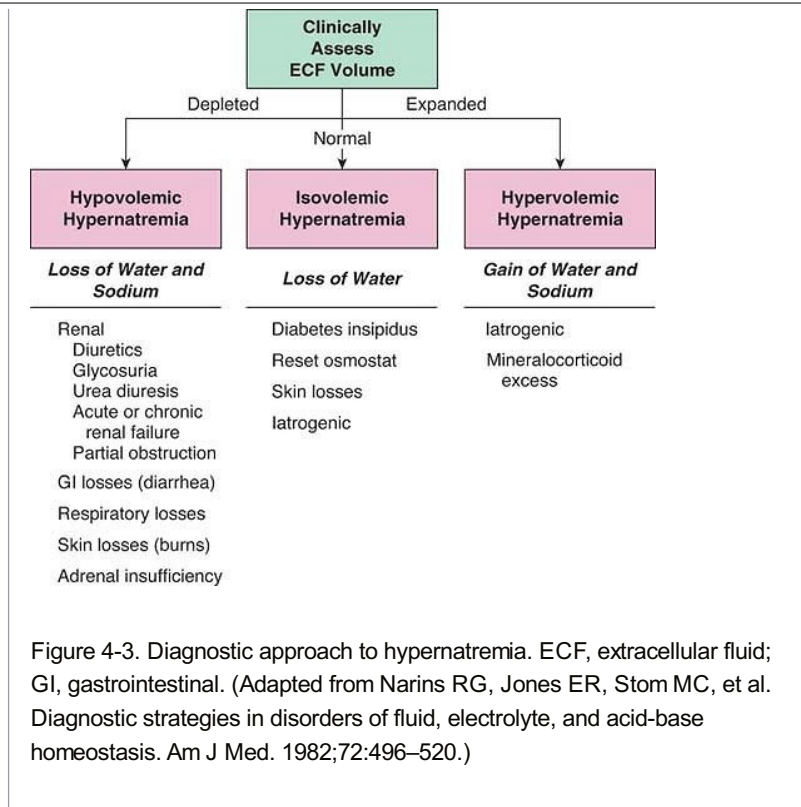 Clinically
Assess
ECF Volume
Depleted
Expanded
Normal
Hypovolemic
Hypernatremia
Loss of Water and
Sodium
Renal
Diuretics
Glycosuria
Urea diuresis
Acute or chronic
renal failure
Partial obstruction
GI losses (diarrhea)
Respiratory losses
Skin losses (burns)
Adrenal insufficiency
Isovolemic
Hypernatremia
Loss of Water
Diabetes insipidus
Reset osmostat
Skin losses
Iatrogenic
Hypervolemic
Hypernatremia
Gain of Water and
Sodium
Iatrogenic
Mineralocorticoid
excess
Figure 4-3. Diagnostic approach to hypernatremia. ECF, extracellular fluid;
GI, gastrointestinal. (Adapted from Narins RG, Jones ER, Stom MC, et al.
Diagnostic strategies in disorders of fluid, electrolyte, and acid-base
homeostasis. Am J Med. 1982;72:496–520.)